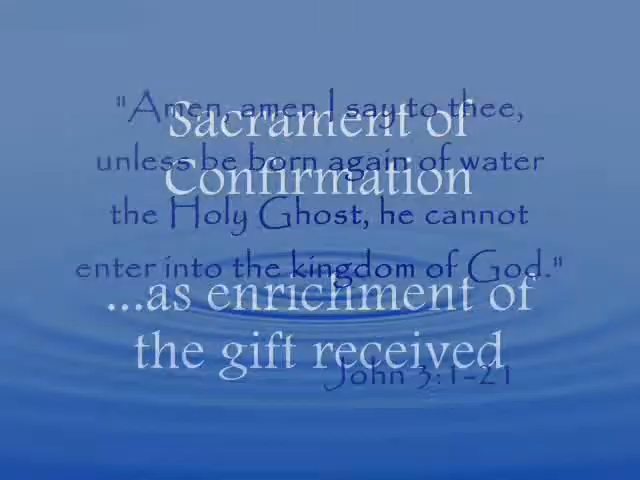 "Amen, amen I say to thee,
unless be born again of water
the Holy Ghost, he cannot
enter into the kingdom of God."
John 3:1-21
Sacrament of
Confirmation
...as enrichment of
the gift received